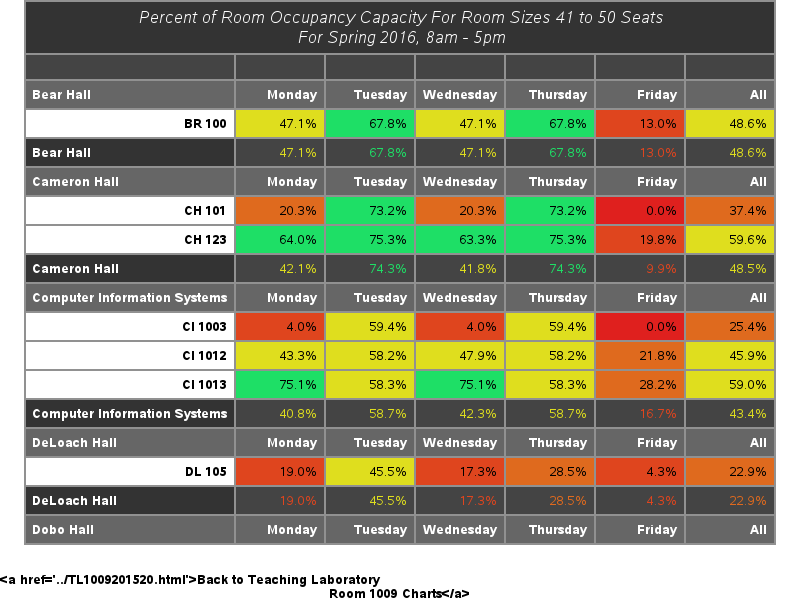 Percent of Room Occupancy Capacity For Room Sizes 41 to 50 Seats
For Spring 2016, 8am - 5pm
Bear Hall Monday Tuesday Wednesday Thursday Friday All
BR 100 47.1% 67.8% 47.1% 67.8% 13.0% 48.6%
Bear Hall 47.1% 67.8% 47.1% 67.8% 13.0% 48.6%
Cameron Hall Monday Tuesday Wednesday Thursday Friday All
CH 101 20.3% 73.2% 20.3% 73.2% 0.0% 37.4%
CH 123 64.0% 75.3% 63.3% 75.3% 19.8% 59.6%
Cameron Hall 42.1% 74.3% 41.8% 74.3% 9.9% 48.5%
Computer Information Systems Monday Tuesday Wednesday Thursday Friday All
CI 1003 4.0% 59.4% 4.0% 59.4% 0.0% 25.4%
CI 1012 43.3% 58.2% 47.9% 58.2% 21.8% 45.9%
CI 1013 75.1% 58.3% 75.1% 58.3% 28.2% 59.0%
Computer Information Systems 40.8% 58.7% 42.3% 58.7% 16.7% 43.4%
DeLoach Hall Monday Tuesday Wednesday Thursday Friday All
DL 105 19.0% 45.5% 17.3% 28.5% 4.3% 22.9%
DeLoach Hall 19.0% 45.5% 17.3% 28.5% 4.3% 22.9%
Dobo Hall Monday Tuesday Wednesday Thursday Friday All
<a href='../TL1009201520.html'>Back to Teaching Laboratory
Room 1009 Charts</a>